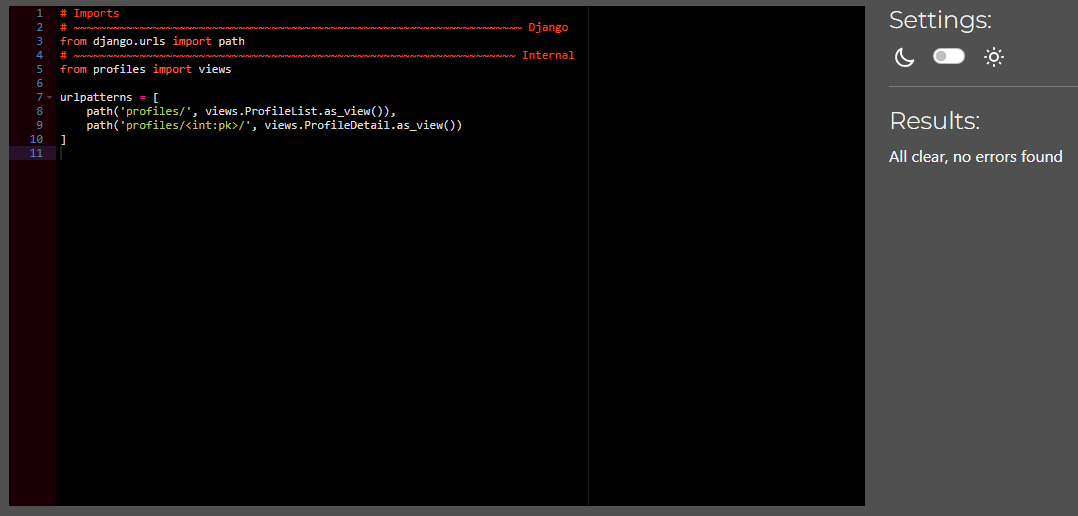 1 # Imports
2 # ~~~~~~~~~~~~~~~~~~~~~~~~~~~~~~~~~~~~~~~~~~~~~~~~~~~~~~~~~~~~~~~~~~~~ Django
3 from django.urls import path
4 # ~~~~~~~~~~~~~~~~~~~~~~~~~~~~~~~~~~~~~~~~~~~~~~~~~~~~~~~~~~~~~~~~~~~ Internal
5 from profiles import views
6
7 urlpatterns = [
8     path('profiles/', views.ProfileList.as_view()),
9     path('profiles/<int:pk>/', views.ProfileDetail.as_view())
10 ]
11
Settings:
Results:
All clear, no errors found